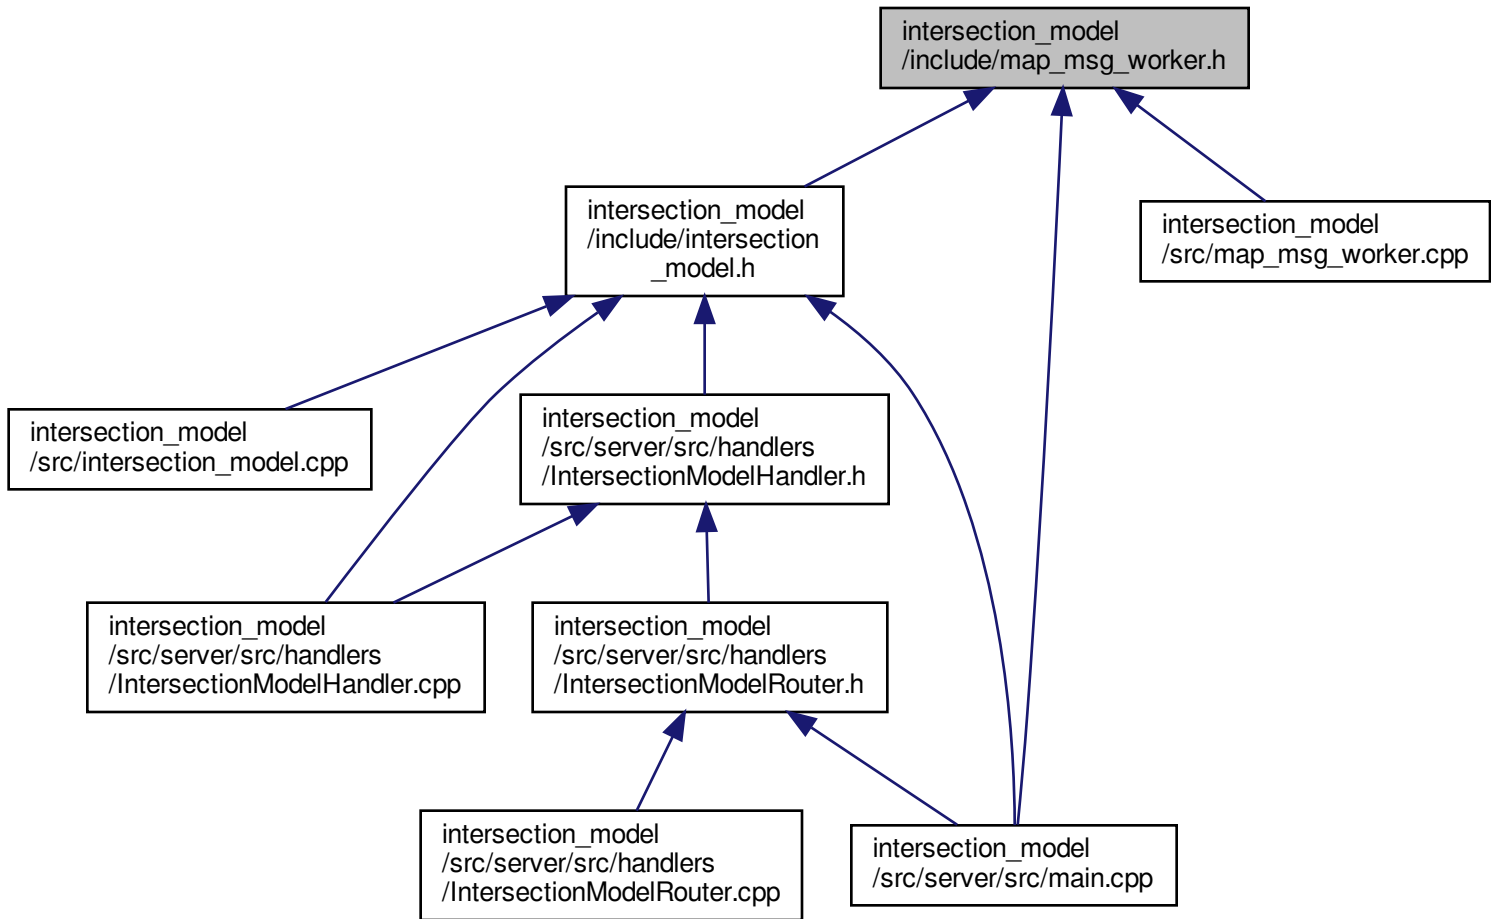 intersection_model
/include/map_msg_worker.h
intersection_model
/include/intersection
_model.h
intersection_model
/src/map_msg_worker.cpp
intersection_model
/src/intersection_model.cpp
intersection_model
/src/server/src/handlers
/IntersectionModelHandler.h
intersection_model
/src/server/src/handlers
/IntersectionModelHandler.cpp
intersection_model
/src/server/src/handlers
/IntersectionModelRouter.h
intersection_model
/src/server/src/handlers
/IntersectionModelRouter.cpp
intersection_model
/src/server/src/main.cpp